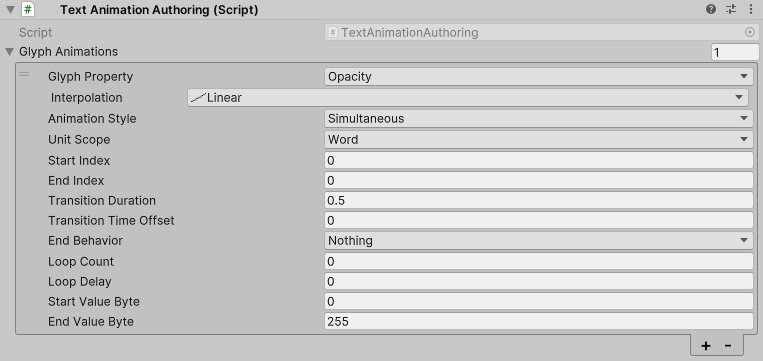 # Text Animation Authoring (Script)
Script # TextAnimationAuthoring
Glyph Animations 1
Glyph Property Opacity
Interpolation Linear
Animation Style Simultaneous
Unit Scope Word
Start Index 0
End Index 0
Transition Duration 0.5
Transition Time Offset 0
End Behavior Nothing
Loop Count 0
Loop Delay 0
Start Value Byte 0
End Value Byte 255
+ -